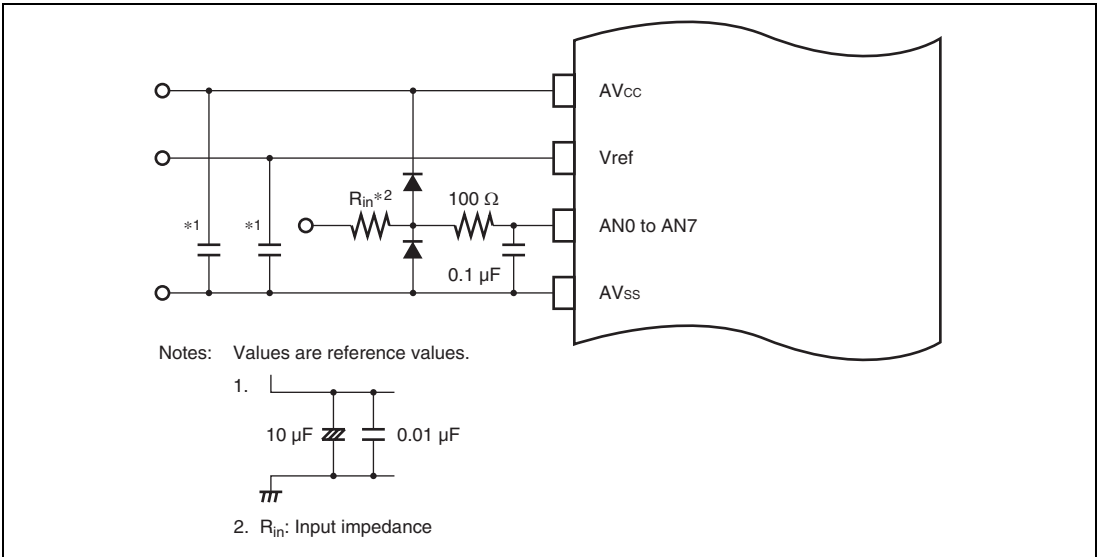 AVcc
Vref
Rin*2
100 Ω
*1
*1
AN0 to AN7
0.1 μF
AVss
Notes: Values are reference values.
1.
10 μF
0.01 μF
2. Rin: Input impedance